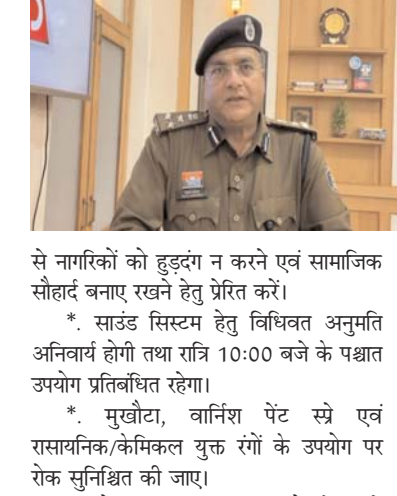 से नागरिकों को हुड़दंग न करने एवं सामाजिक
सौहार्द बनाए रखने हेतु प्रेरित करें।
*. साउंड सिस्टम हेतु विधिवत अनुमति
अनिवार्य होगी तथा रात्रि 10:00 बजे के पश्चात
उपयोग प्रतिबंधित रहेगा।
*. मुखौटा, वार्निश पेंट स्प्रे एवं
रासायनिक/केमिकल युक्त रंगों के उपयोग पर
रोक सुनिश्चित की जाए।